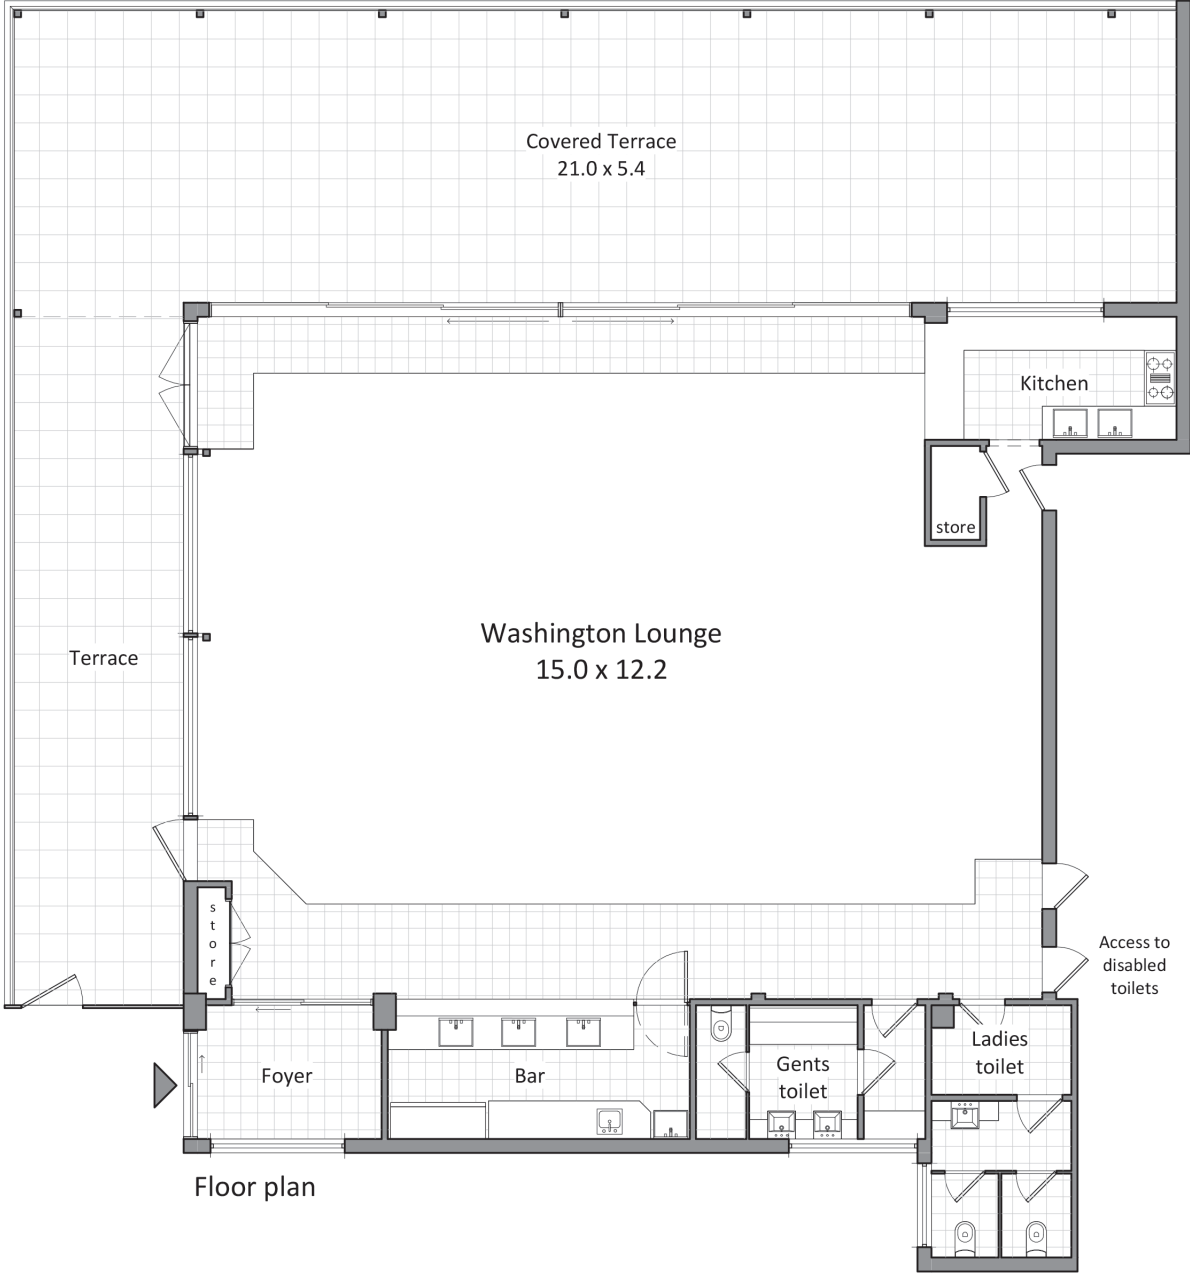 Covered Terrace
21.0 x 5.4
Kitchen
store
Washington Lounge
15.0 x 12.2
Terrace
store
Access to
disabled
toilets
Foyer
Bar
Gents
toilet
Ladies
toilet
Floor plan